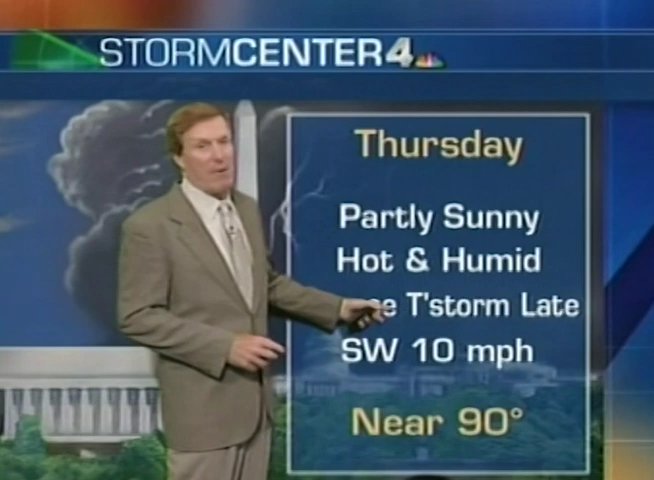 STORMCENTER4
Thursday
Partly Sunny
Hot & Humid
T'storm Late
SW 10 mph
Near 90°